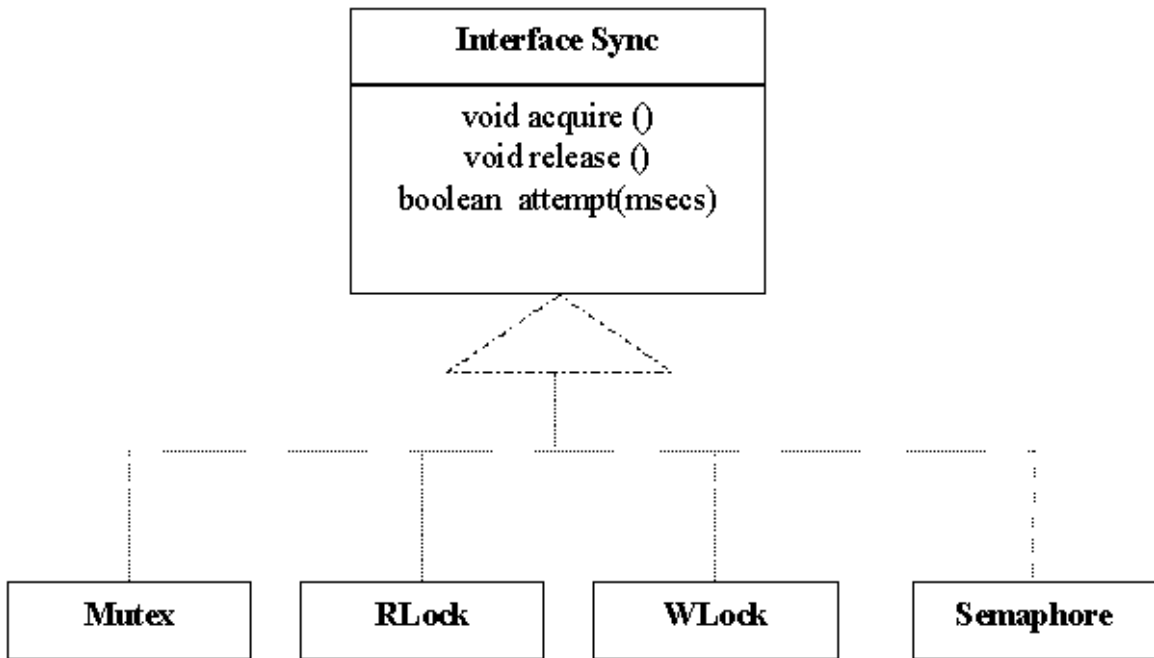 Interface Sync
void acquire ()
void release ()
boolean attempt(msecs)
Mutex
RLock
WLock
Semaphore